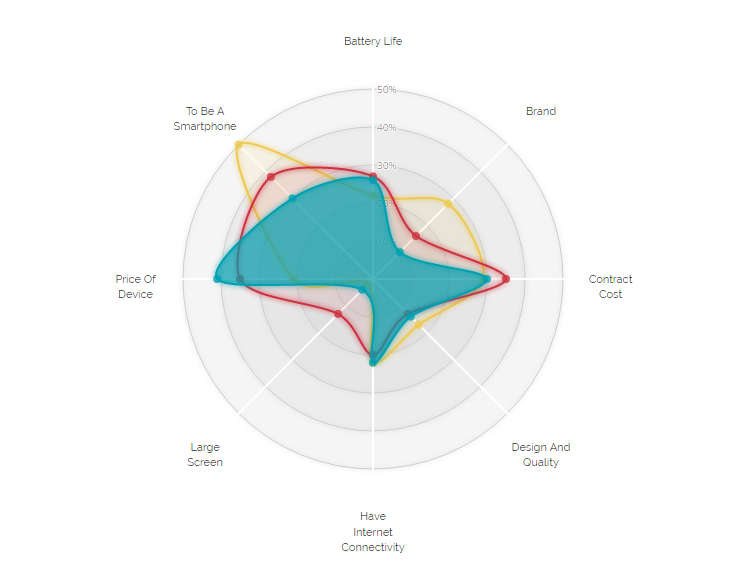 Battery Life
To Be A
Smartphone
Brand
50%
40%
30%
Price Of
Device
Contract
Cost
Large
Screen
Design And
Quality
Have
Internet
Connectivity